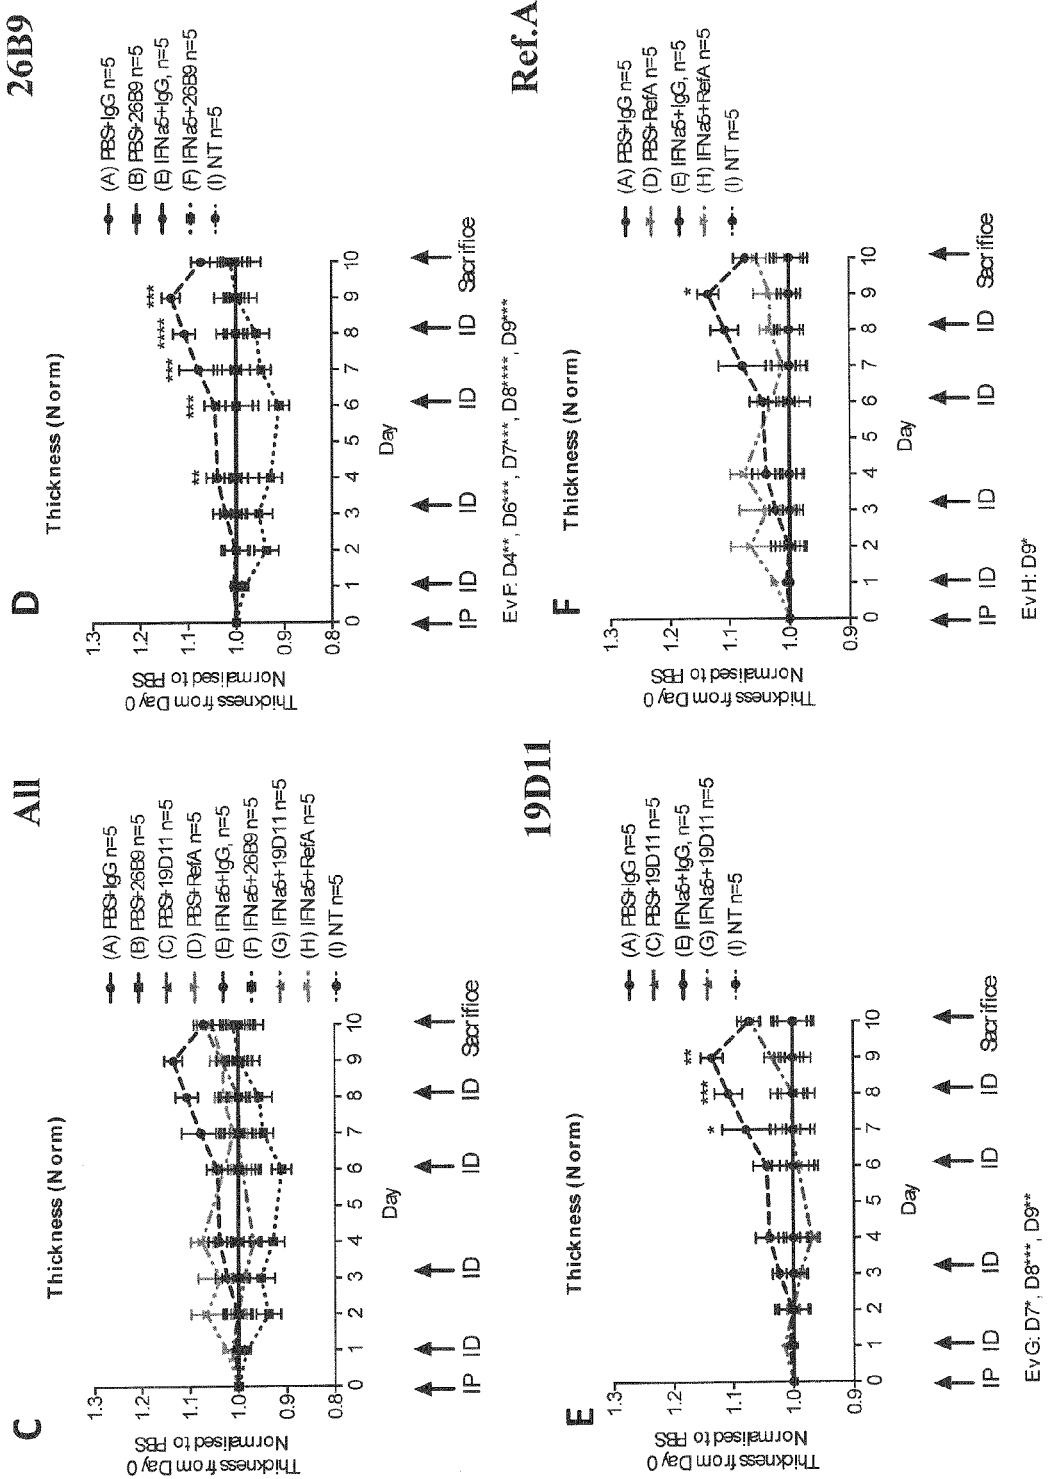 C
All
Thickness (Norm)
Thickness from Day 0
Normalised to PBS
1.3
1.2
1.1
1.0
0.9
0.8
0 1 2 3 4 5 6 7 8 9 10
Day
IP ID ID ID ID Sacrifice
(A) PBS+IgG n=5
(B) PBS+26B9 n=5
(C) PBS+19D11 n=5
(D) PBS+RefA n=5
(E) IFNa5+IgG, n=5
(F) IFNa5+26B9 n=5
(G) IFNa5+19D11 n=5
(H) IFNa5+RefA n=5
(I) NT n=5
D
26B9
Thickness (Norm)
Thickness from Day 0
Normalised to PBS
1.3
1.2
1.1
1.0
0.9
0.8
** *** *** **** ***
0 1 2 3 4 5 6 7 8 9 10
Day
IP ID ID ID ID Sacrifice
Ev F: D4**, D6***, D7***, D8****, D9***
(A) PBS+IgG n=5
(B) PBS+26B9 n=5
(E) IFNa5+IgG, n=5
(F) IFNa5+26B9 n=5
(I) NT n=5
E
19D11
Thickness (Norm)
Thickness from Day 0
Normalised to PBS
1.3
1.2
1.1
1.0
0.9
* *** **
0 1 2 3 4 5 6 7 8 9 10
Day
IP ID ID ID ID Sacrifice
Ev G: D7*, D8***, D9**
(A) PBS+IgG n=5
(C) PBS+19D11 n=5
(E) IFNa5+IgG, n=5
(G) IFNa5+19D11 n=5
(I) NT n=5
F
Ref.A
Thickness (Norm)
Thickness from Day 0
Normalised to PBS
1.3
1.2
1.1
1.0
0.9
*
0 1 2 3 4 5 6 7 8 9 10
Day
IP ID ID ID ID Sacrifice
Ev H: D9*
(A) PBS+IgG n=5
(D) PBS+RefA n=5
(E) IFNa5+IgG, n=5
(H) IFNa5+RefA n=5
(I) NT n=5